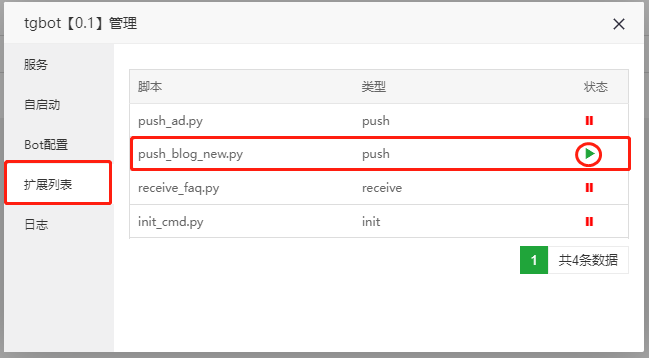 tgbot【0.1】管理
服务
自启动
Bot配置
扩展列表
日志
脚本 类型 状态
push_ad.py push
push_blog_new.py push
receive_faq.py receive
init_cmd.py init
1 共4条数据